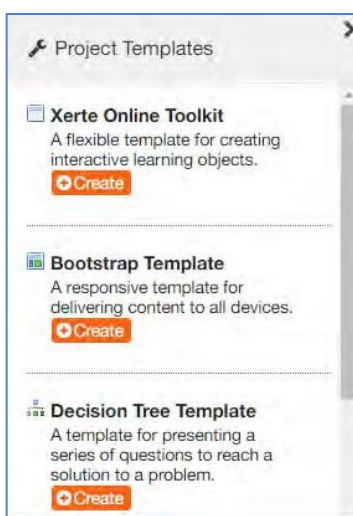 Project Templates
Xerte Online Toolkit
A flexible template for creating
interactive learning objects.
Create
Bootstrap Template
A responsive template for
delivering content to all devices.
Create
Decision Tree Template
A template for presenting a
series of questions to reach a
solution to a problem.
Create